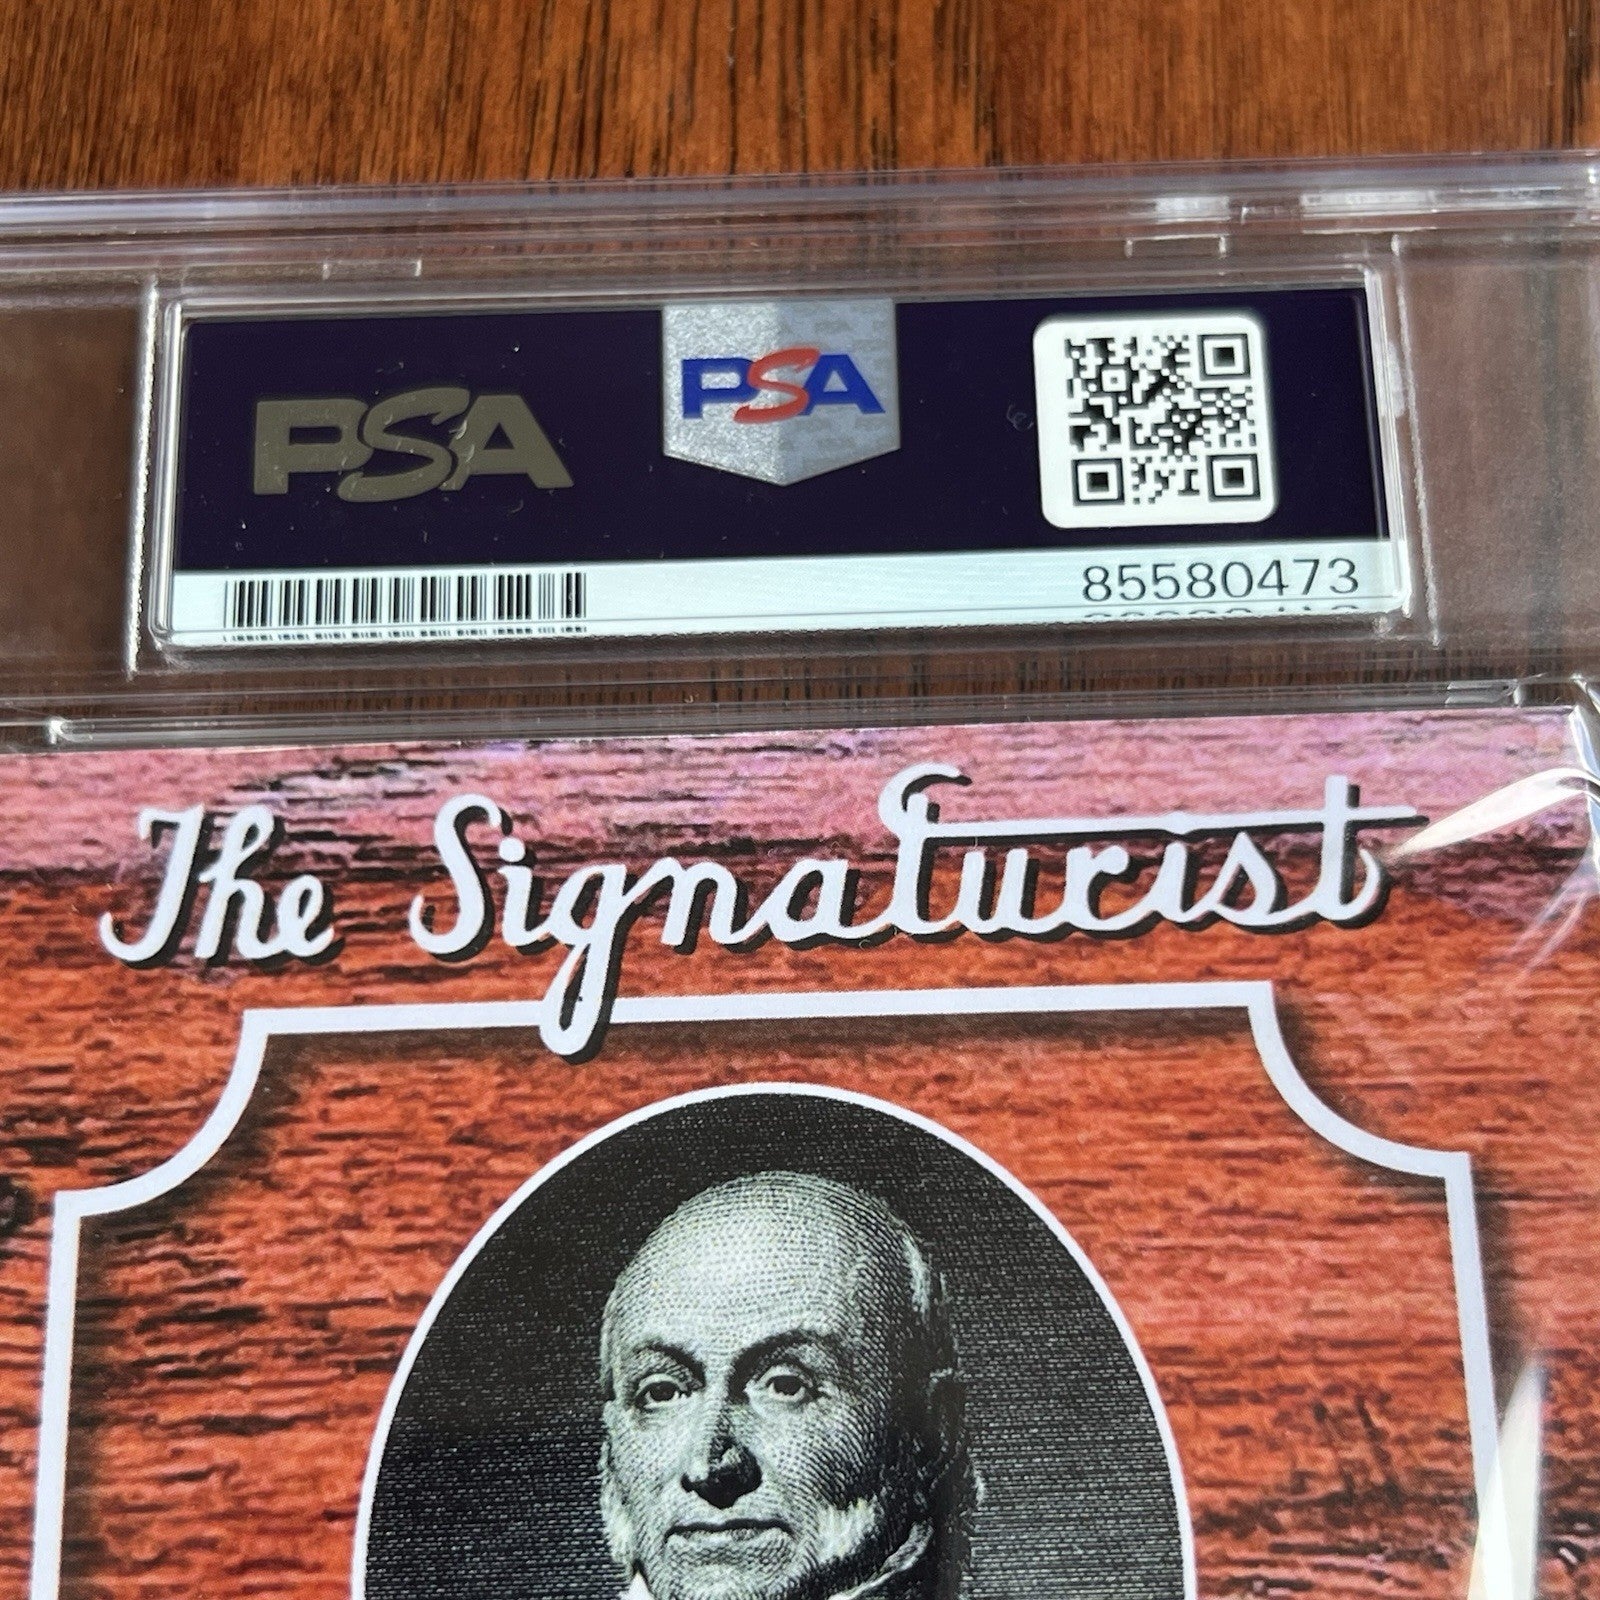 PSA
PSA
85580473
The Signaturist